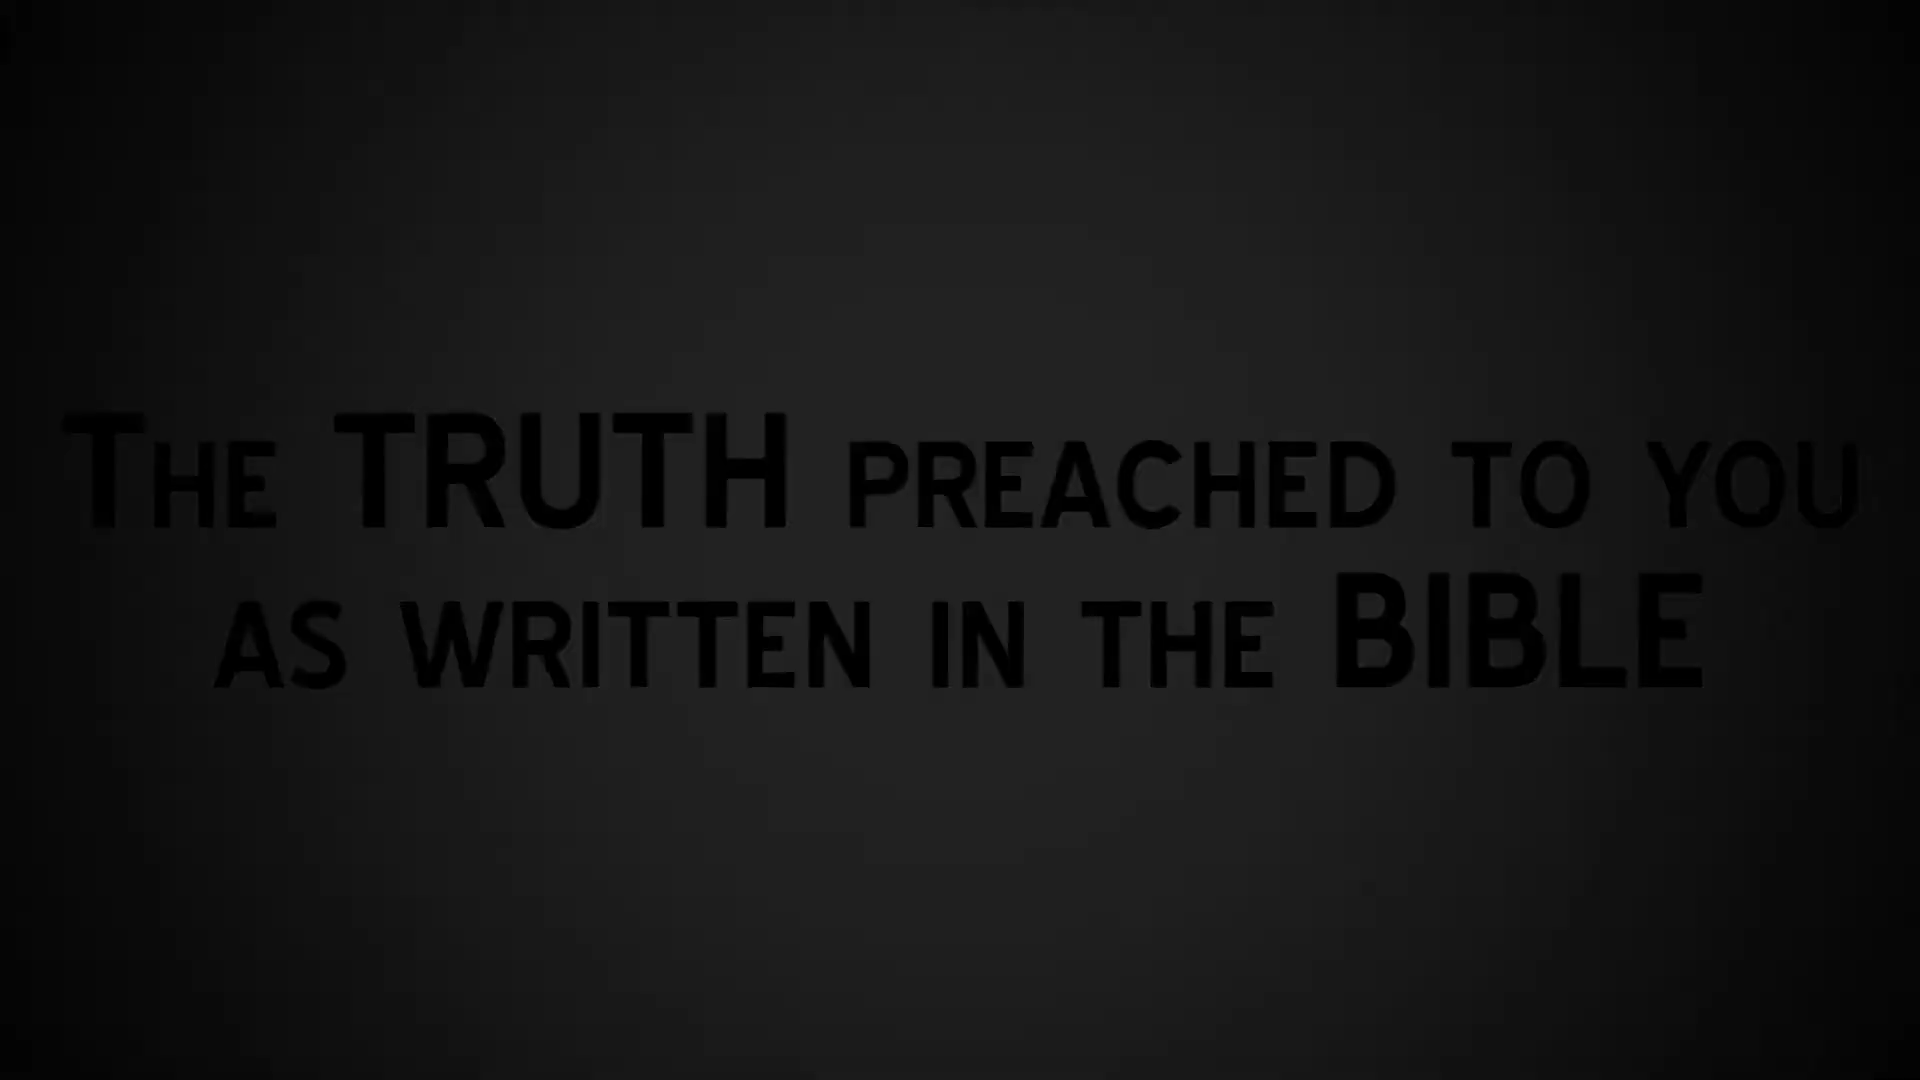 The TRUTH PREACHED TO YOU
AS WRITTEN IN THE BIBLE